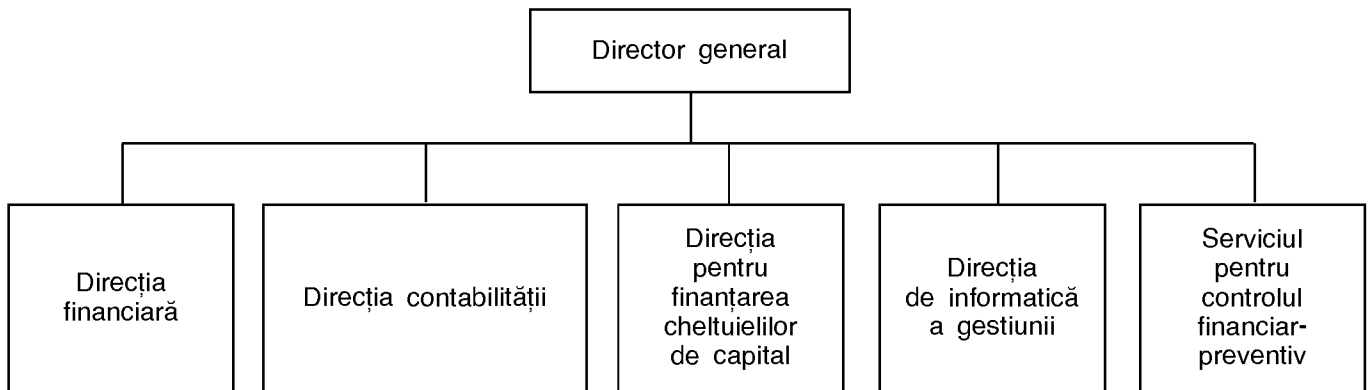 Director general
Direcția
financiară
Direcția contabilității
Direcția
pentru
finanțarea
cheltuielilor
de capital
Direcția
de informatică
a gestiunii
Serviciul
pentru
controlul
financiar-
preventiv